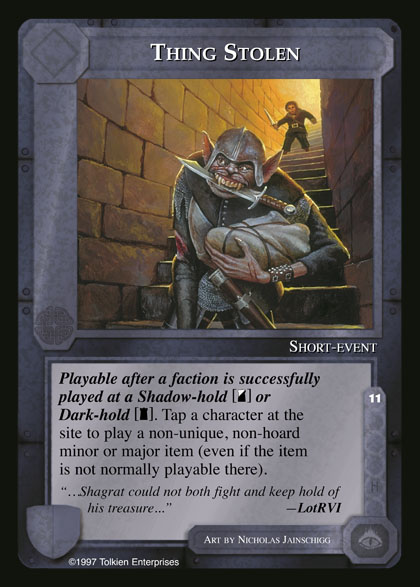 THING STOLEN
SHORT-EVENT
Playable after a faction is successfully
played at a Shadow-hold [] or
Dark-hold []. Tap a character at the
site to play a non-unique, non-hoard
minor or major item (even if the item
is not normally playable there).
11
“…Shagrat could not both fight and keep hold of
his treasure…” –LotRVI
H
ART BY NICHOLAS JAINSCHIGG
©1997 Tolkien Enterprises